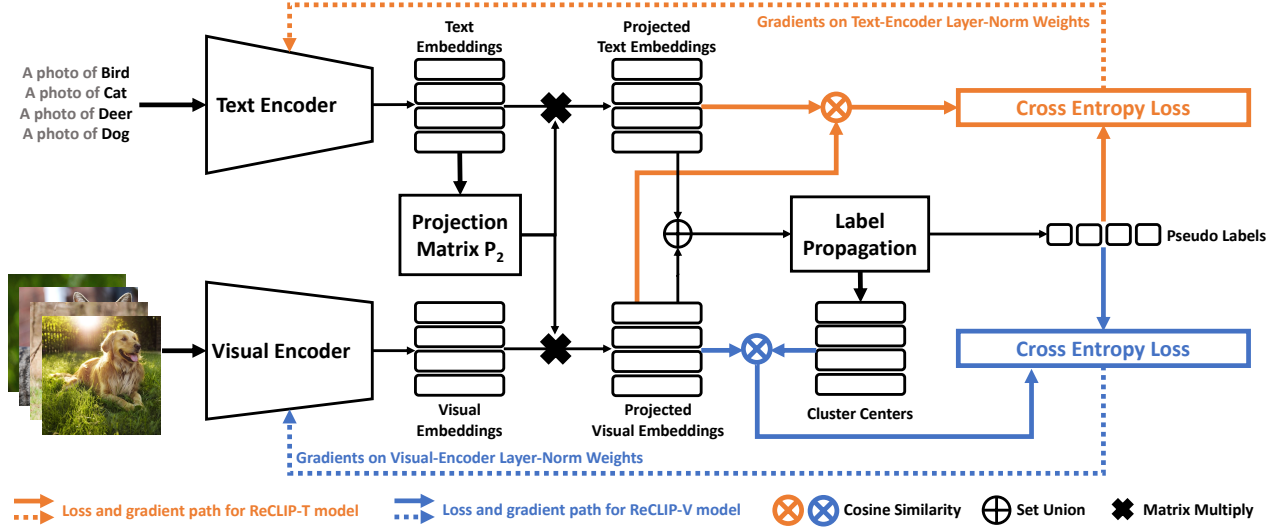 Gradients on Text-Encoder Layer-Norm Weights
Text
Embeddings
Projected
Text Embeddings
A photo of Bird
A photo of Cat
A photo of Deer
A photo of Dog
Text Encoder
Cross Entropy Loss
Projection
Matrix P₂
Label
Propagation
Pseudo Labels
Visual Encoder
Cross Entropy Loss
Visual
Embeddings
Projected
Visual Embeddings
Cluster Centers
Gradients on Visual-Encoder Layer-Norm Weights
Loss and gradient path for ReCLIP-T model
Loss and gradient path for ReCLIP-V model
Cosine Similarity
Set Union
Matrix Multiply